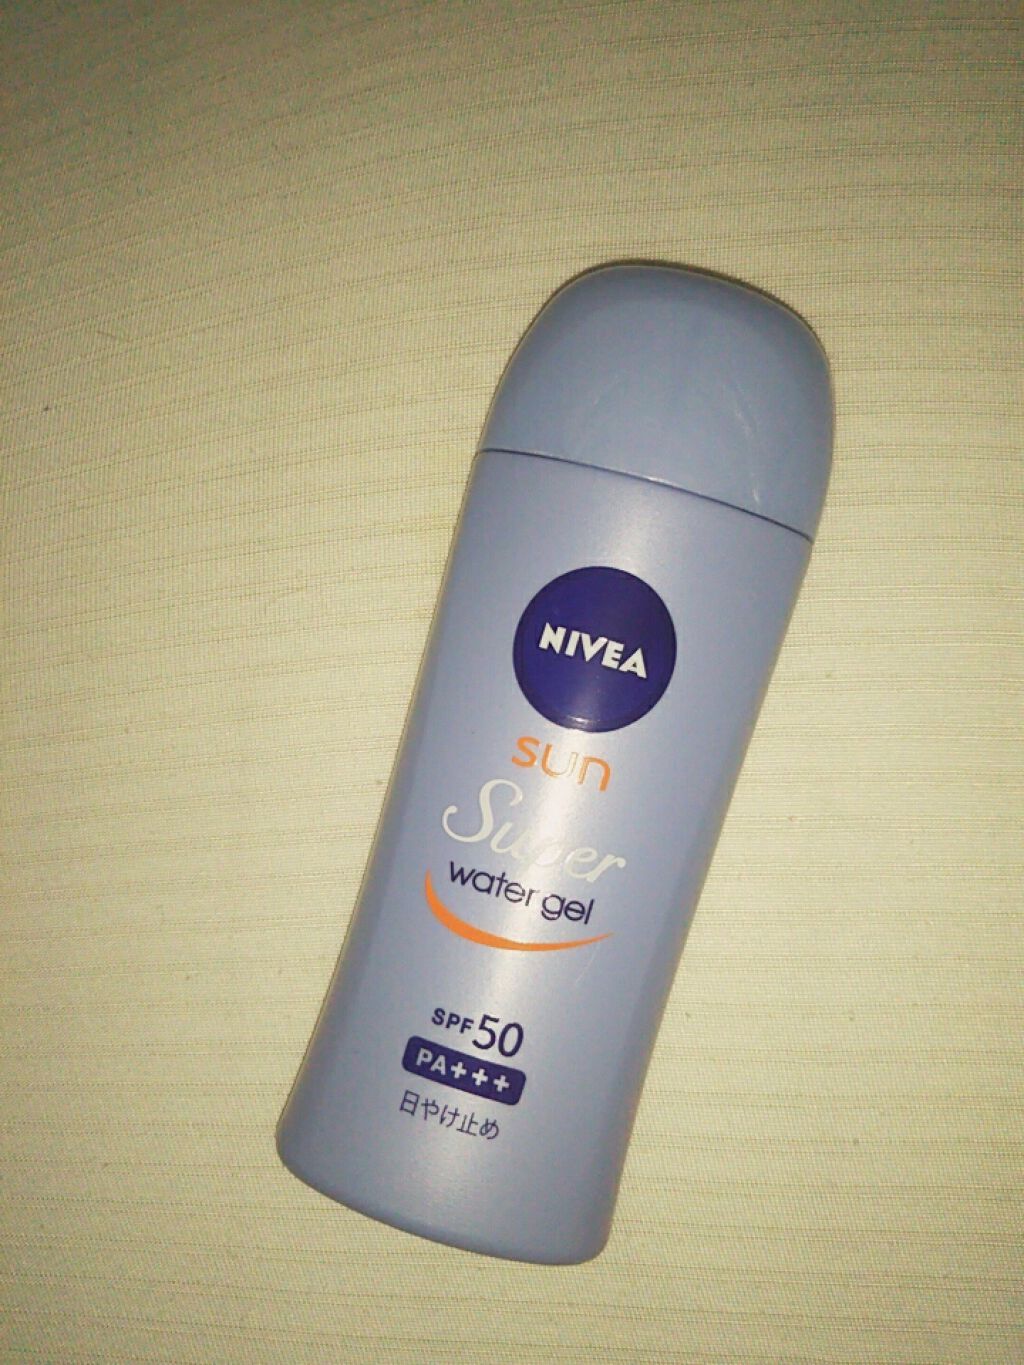 NIVEA
sun
Super
water gel
SPF50
PA+++
日やけ止め